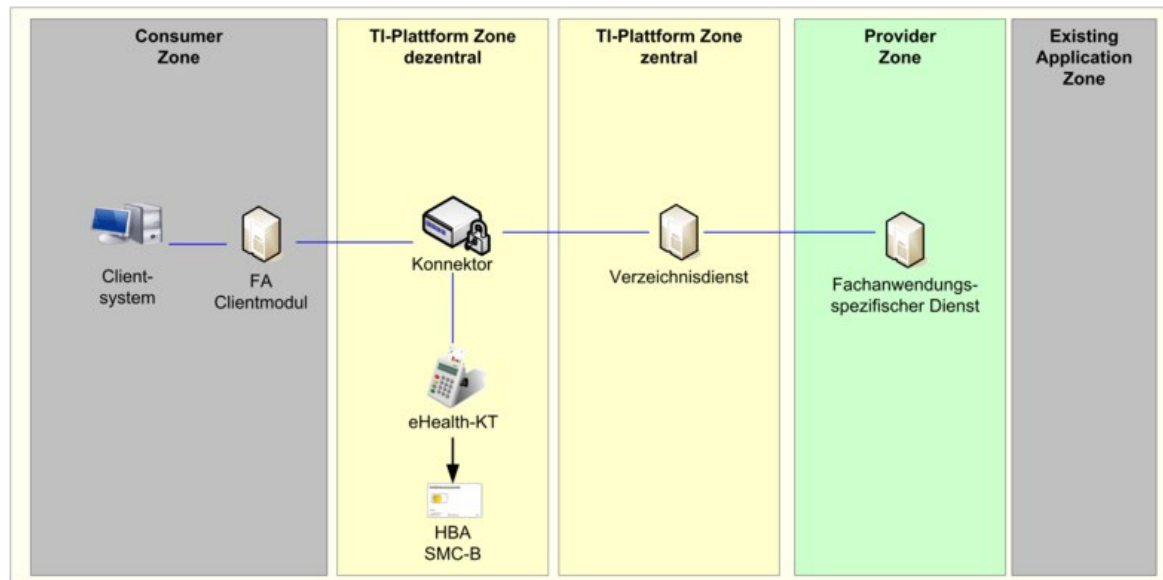 Consumer
Zone
TI-Plattform Zone
dezentral
TI-Plattform Zone
zentral
Provider
Zone
Existing
Application
Zone
Client-
system
FA
Clientmodul
Konnektor
Verzeichnisdienst
Fachanwendungs-
spezifischer Dienst
eHealth-KT
HBA
SMC-B